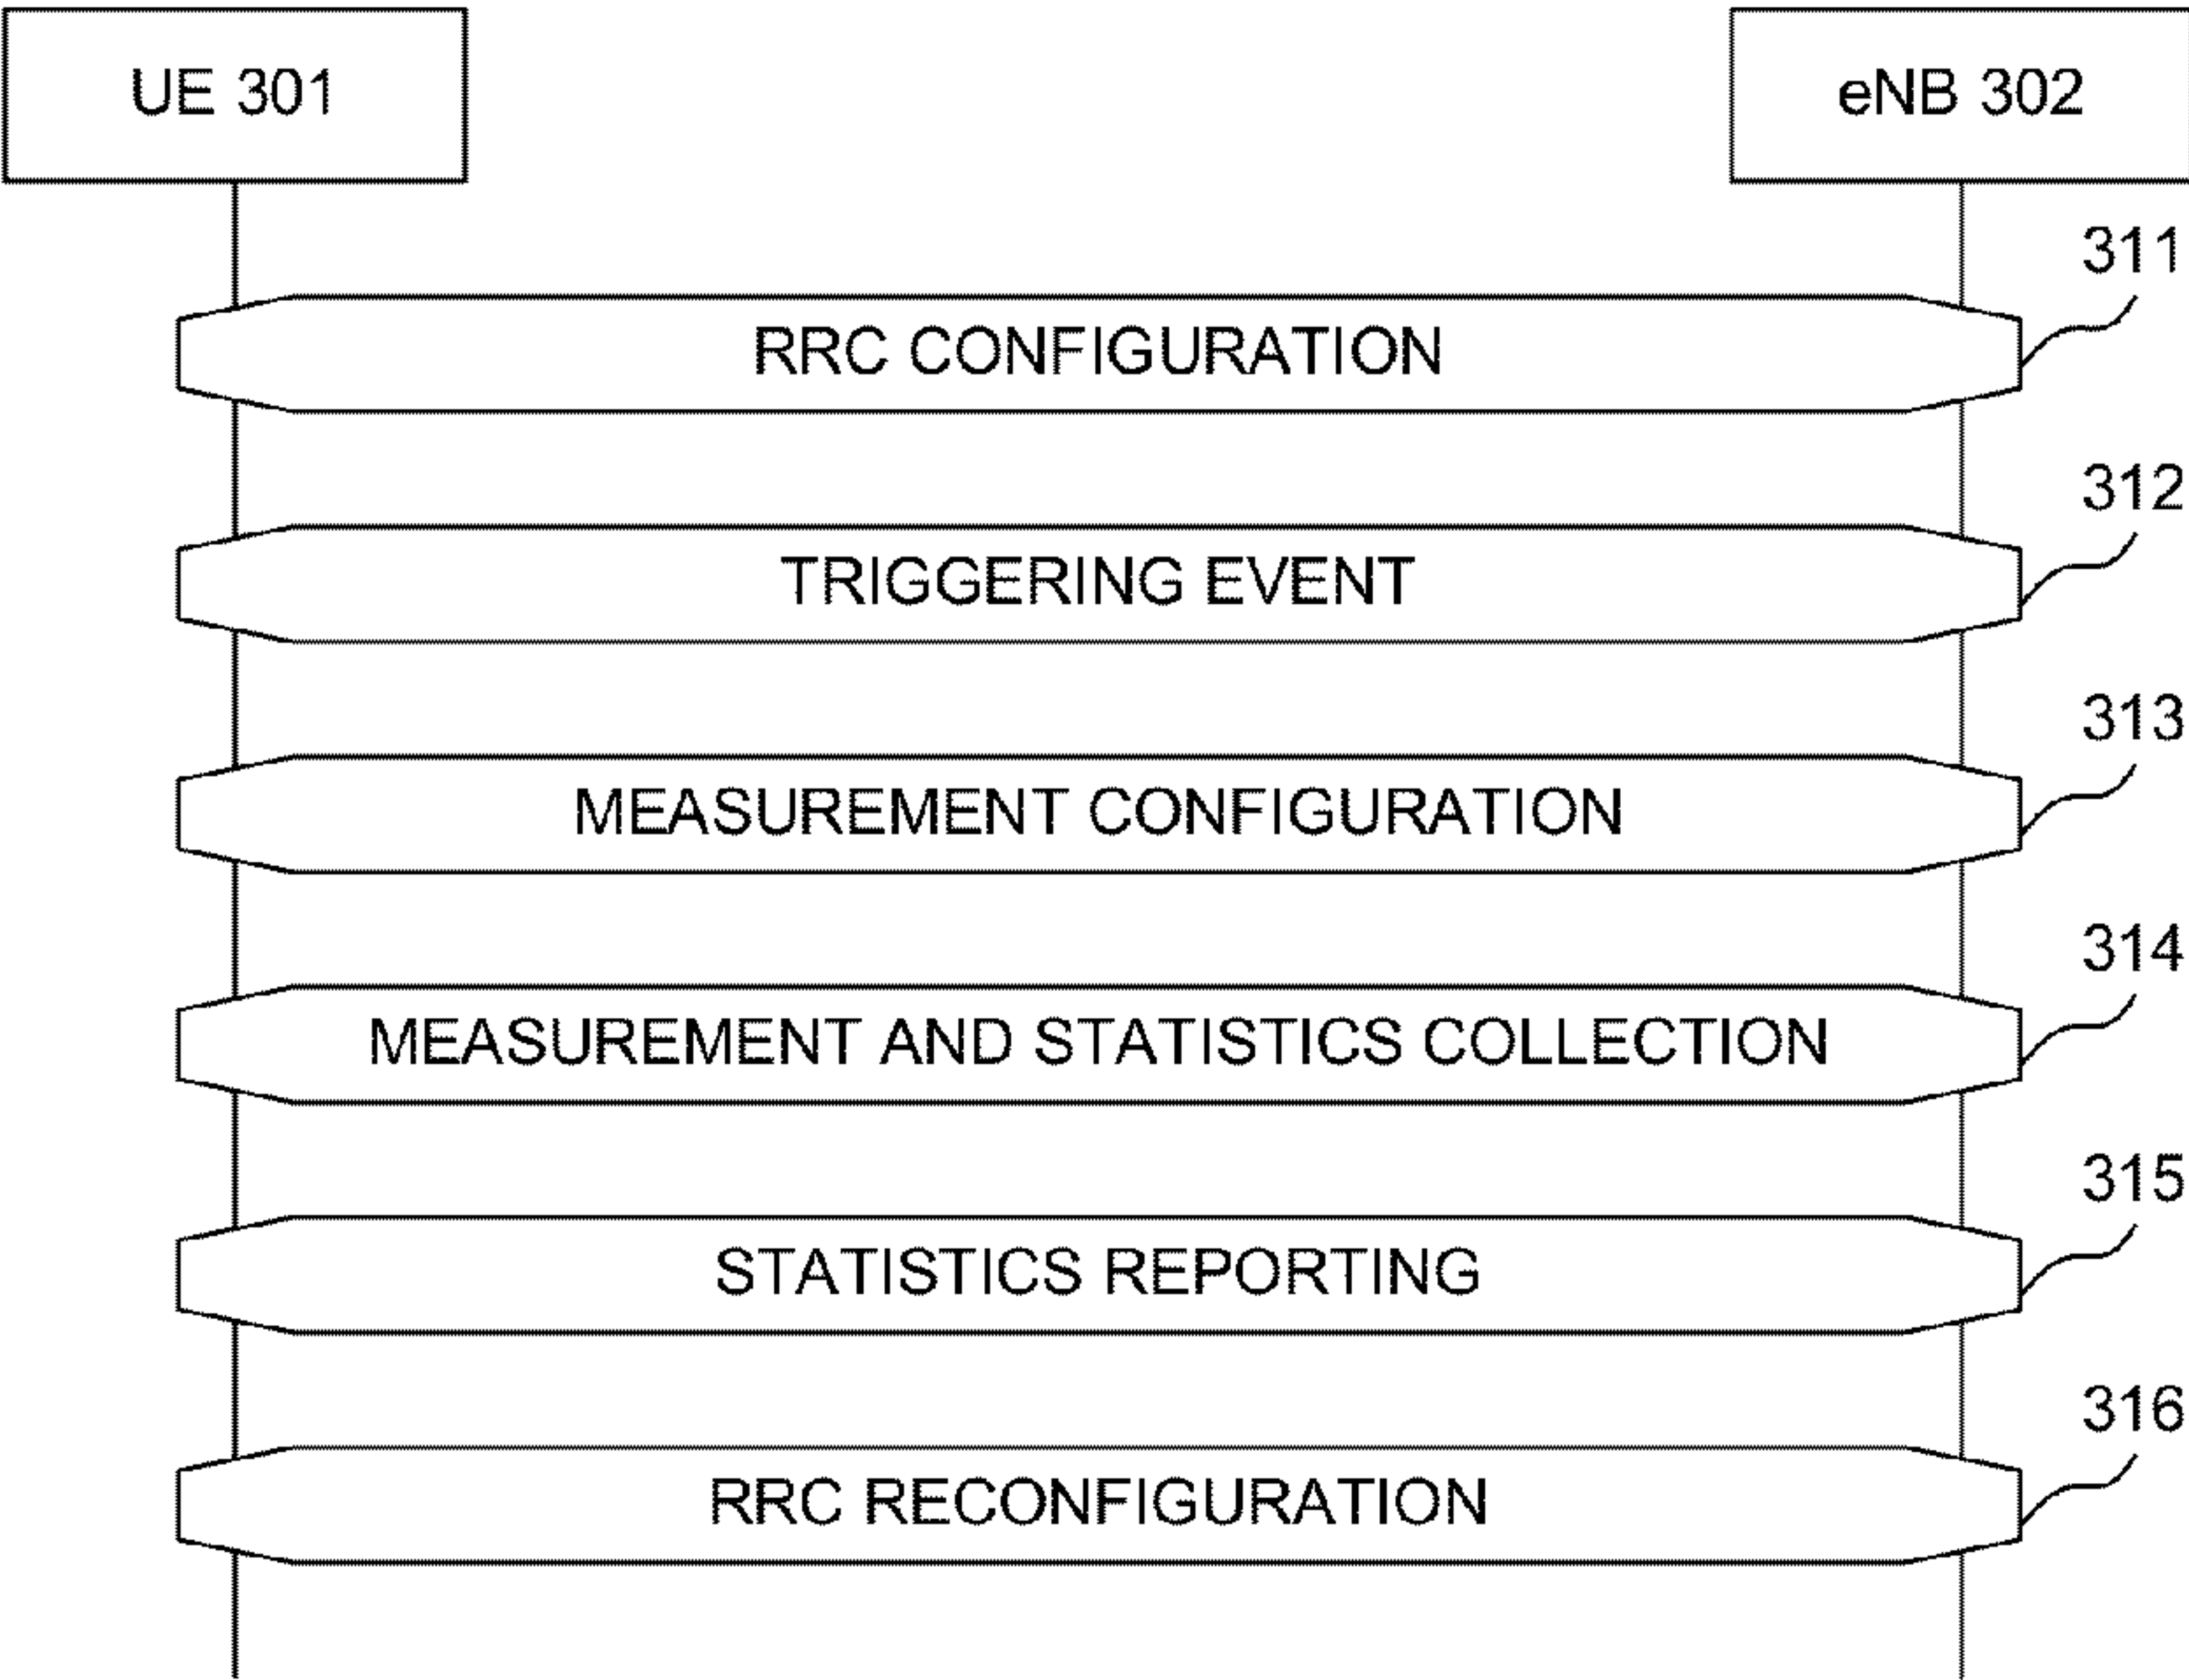 UE 301
eNB 302
311
RRC CONFIGURATION
312
TRIGGERING EVENT
313
MEASUREMENT CONFIGURATION
314
MEASUREMENT AND STATISTICS COLLECTION
315
STATISTICS REPORTING
316
RRC RECONFIGURATION